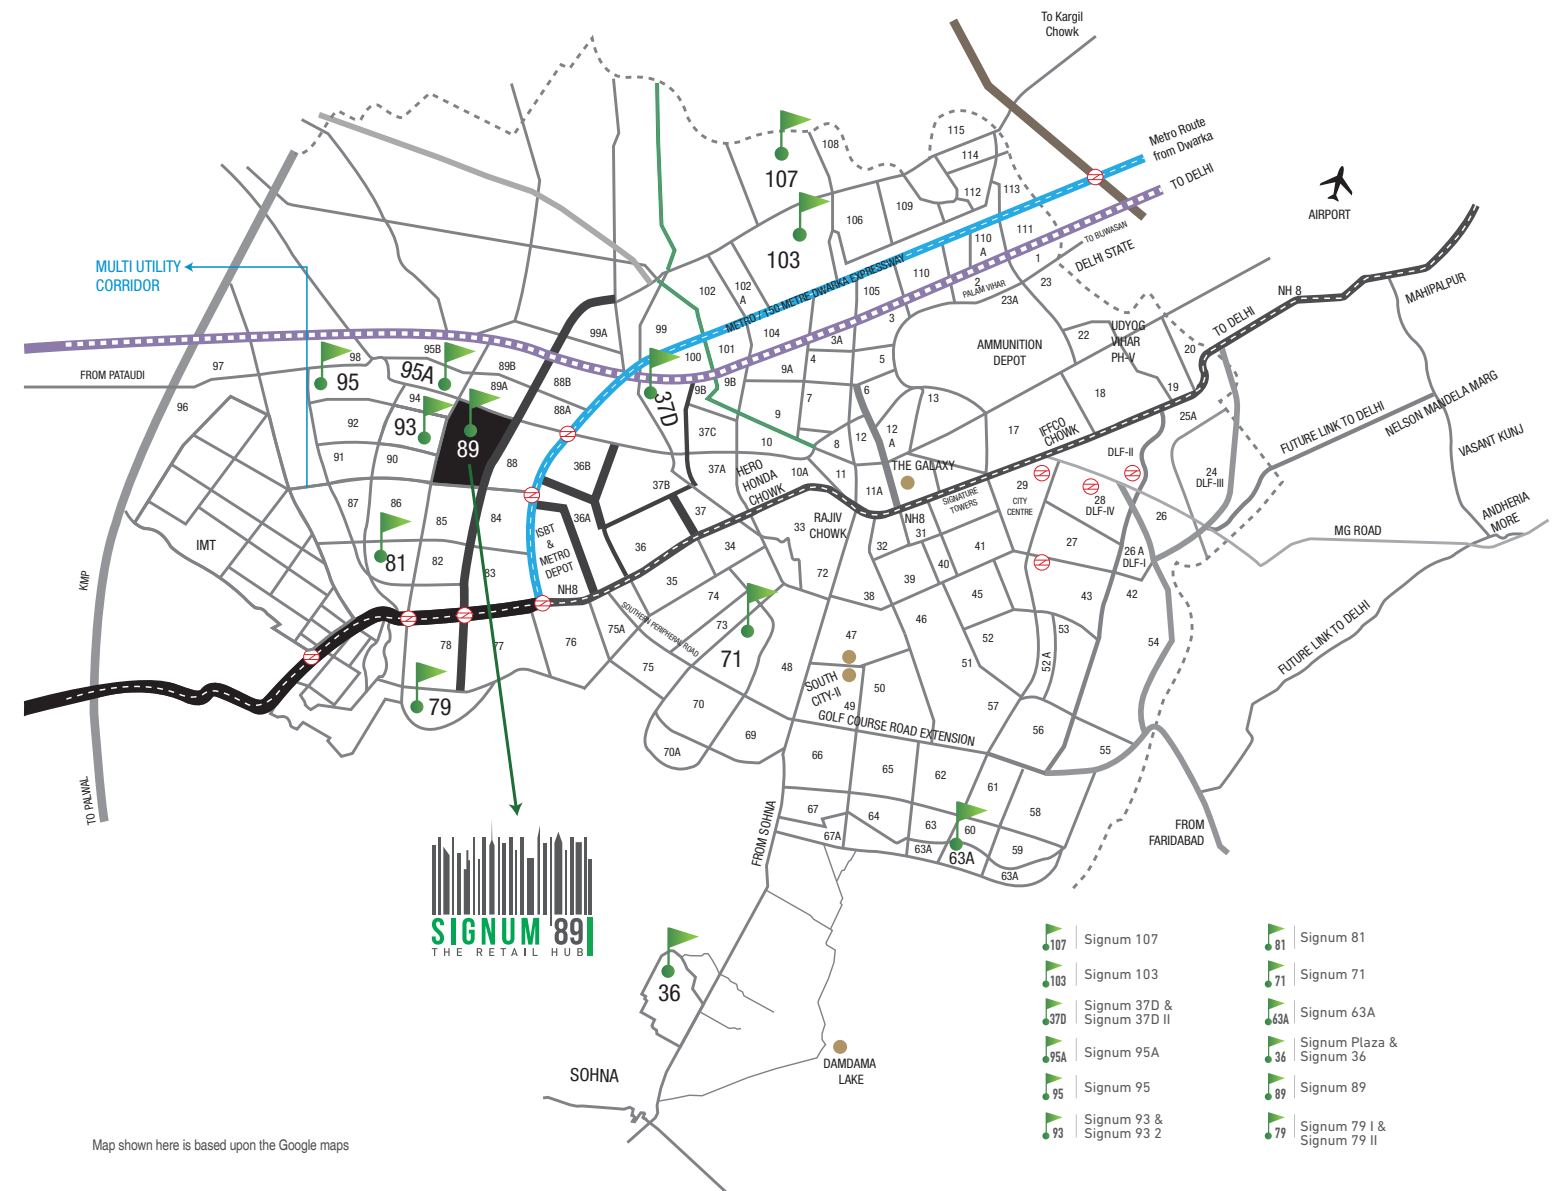 To Kargil
Chowk
115
108
114
Metro Route
from Dwarka
107
112
113
TO DELHI
109
106
111
AIRPORT
110
A
TO BUWASAN
DELHI STATE
103
1
MULTI UTILITY
CORRIDOR
110
2
PALAM VIHAR
23
23A
102
102
A
105
METRO / 150 METRE DWARKA EXPRESSWAY
NH 8
MAHIPAPUR
TO DELHI
3
99A
99
104
3A
22
UDYOG
VIHAR
PH-V
AMMUNITION
DEPOT
20
95B
98
97
89B
100
101
4
5
9A
FROM PATAUDI
95
95A
89A
88B
9B
9B
6
7
13
18
19
96
94
88A
37D
9
25A
92
93
37C
10
8
12
12
A
17
IFFCO
CHOWK
FUTURE LINK TO DELHI
NELSON MANDELA MARG
VASANT KUNJ
89
91
90
88
36B
37A
HERO
HONDA
CHOWK
10A
11
THE GALAXY
DLF-II
24
DLF-III
37B
11A
29
CITY
CENTRE
28
DLF-IV
SIGNATURE
TOWERS
87
86
85
84
36A
37
33
RAJIV
CHOWK
NH8
31
26
ANDHERIA
MORE
MG ROAD
IMT
ISBT
&
METRO
DEPOT
36
34
32
41
27
26 A
DLF-I
81
82
83
NH8
35
72
39
40
KMP
74
38
45
43
42
SOUTHERN PERIPHERAL ROAD
73
46
FUTURE LINK TO DELHI
78
77
76
75A
71
47
52
53
54
75
48
51
52 A
SOUTH
CITY-II
50
79
70
49
57
GOLF COURSE ROAD EXTENSION
69
56
70A
66
55
65
62
61
TO PALWAL
67
64
63
60
58
FROM SOHNA
67A
63A
63A
59
63A
FROM
FARIDABAD
SIGNUM 89
THE RETAIL HUB
36
SOHNA
DAMDAMA
LAKE
107 Signum 107
81 Signum 81
103 Signum 103
71 Signum 71
37D Signum 37D &
Signum 37D II
63A Signum 63A
95A Signum 95A
36 Signum Plaza &
Signum 36
95 Signum 95
89 Signum 89
93 Signum 93 &
Signum 93 2
79 Signum 79 I &
Signum 79 II
Map shown here is based upon the Google maps